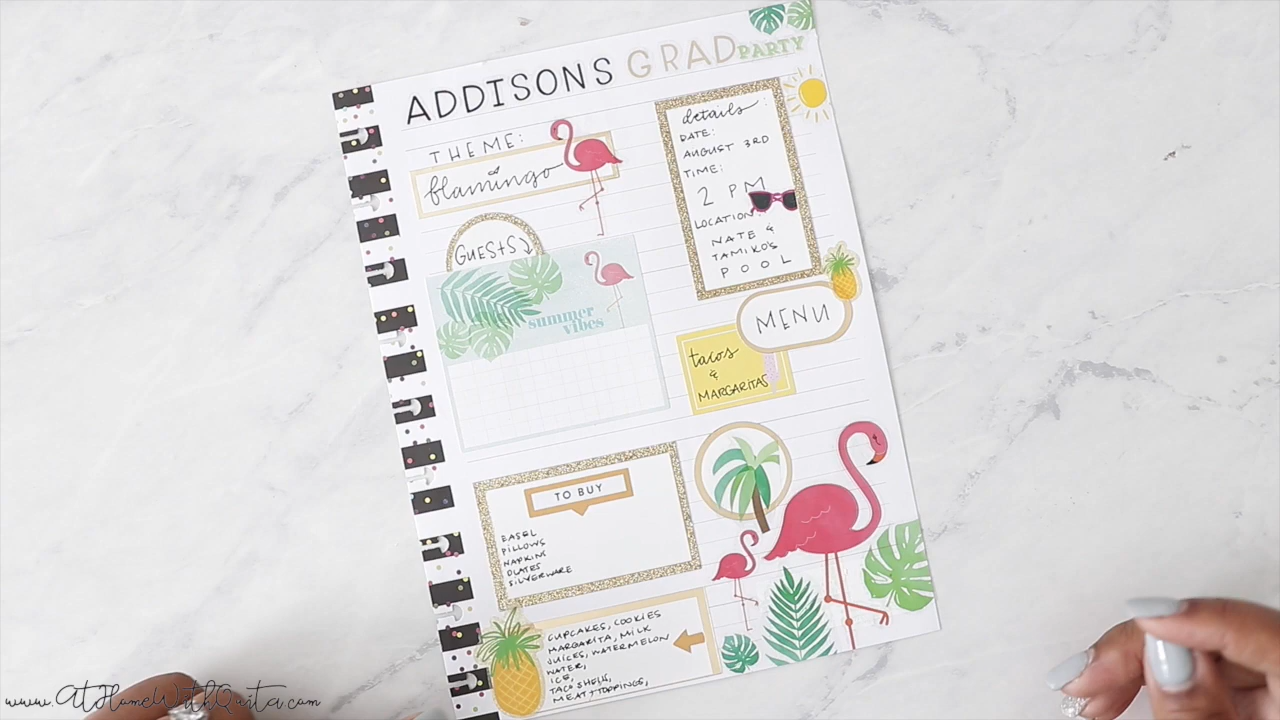 ADDISONS GRAD PARTY
THEME:
flamingo
GUESTS
summer
vibes
details:
DATE:
AUGUST 3RD
TIME:
2 PM
LOCATION:
NATE &
TAMIKO'S
POOL
MENU
tacos
&
MARGARITAS
TO BUY
EASEL
PILLOWS
NAPKINS
PLATES
SILVERWARE
CUPCAKES, COOKIES
MARGARITA, MILK
JUICES, WATERMELON
WATER,
ICE,
TACO SHELLS,
MEAT + TOPPINGS,
www.AtHomeWithQuita.com